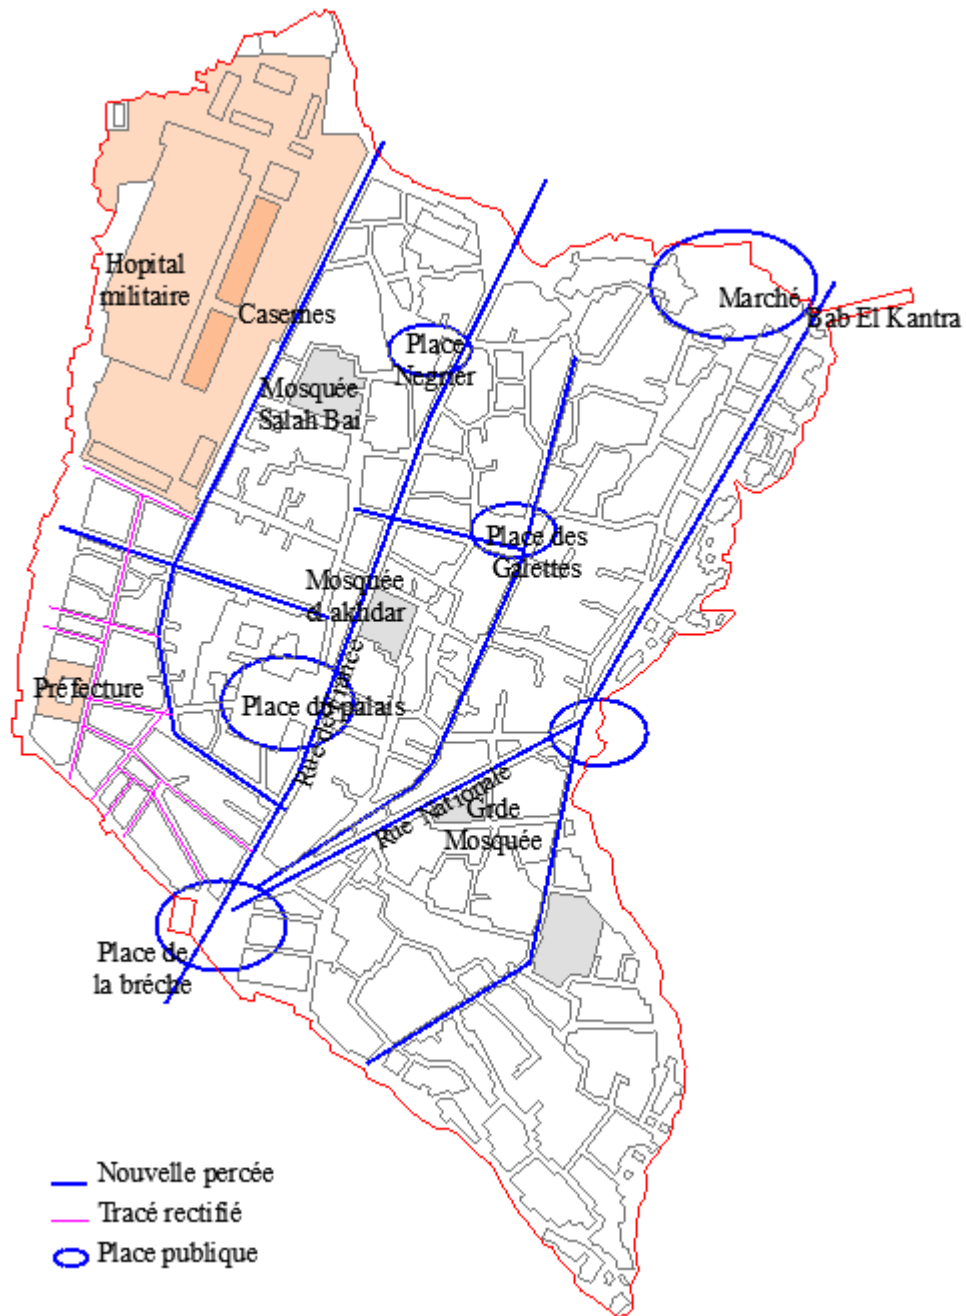 Hopital
militaire
Casernes
Marché
Bab El Kantra
Place
Negrier
Mosquée
Salah Bai
Place des
Galettes
Mosquée
el akhdar
Préfecture
Place du palais
Rue de France
Rue Nationale
Grde
Mosquée
Place de
la brèche
Nouvelle percée
Tracé rectifié
Place publique